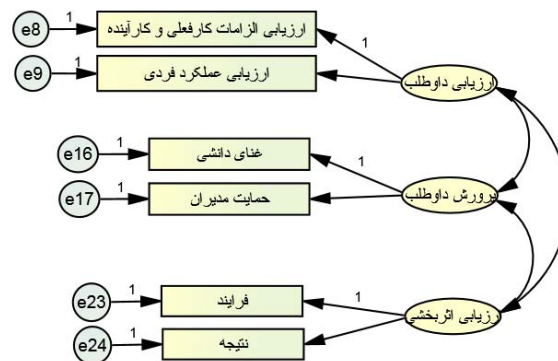 e8 1 ارزیابی الزامات کارفعلی و کارآینده 1
e9 1 ارزیابی عملکرد فردی
ارزیابی داوطلب
e16 1 غنای دانشی 1
e17 1 حمایت مدیران
پرورش داوطلب
e23 1 فرایند 1
e24 1 نتیجه
ارزیابی اثربخشی